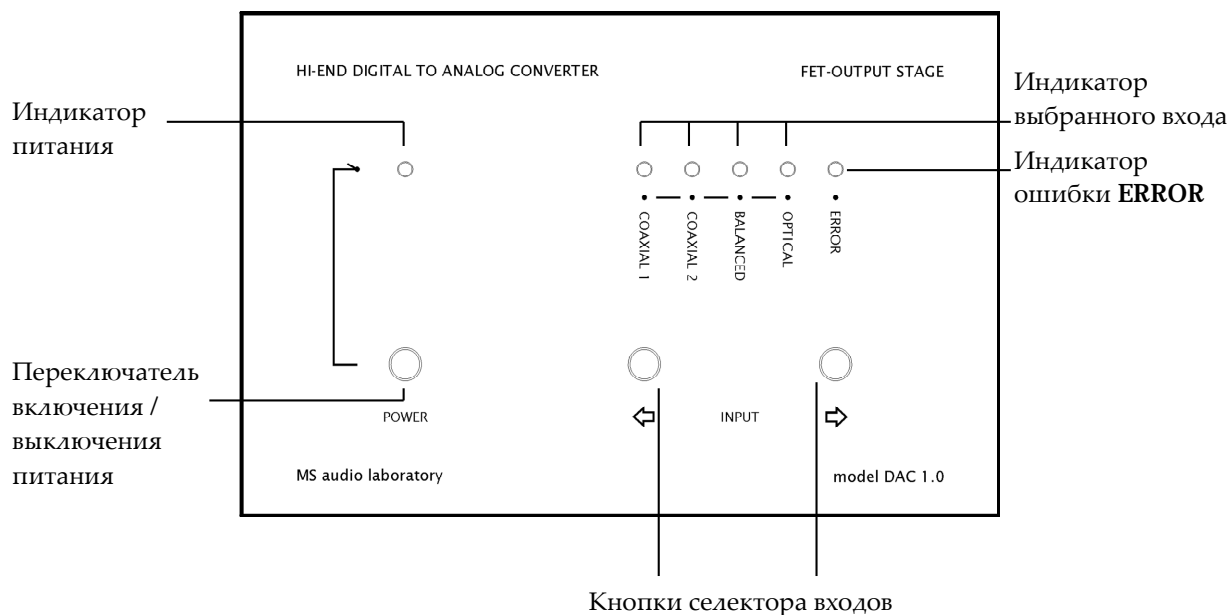 HI-END DIGITAL TO ANALOG CONVERTER
FET-OUTPUT STAGE
Индикатор
питания
Индикатор
выбранного входа
Индикатор
ошибки ERROR
COAXIAL 1
COAXIAL 2
BALANCED
OPTICAL
ERROR
Переключатель
включения /
выключения
питания
POWER
INPUT
MS audio laboratory
model DAC 1.0
Кнопки селектора входов